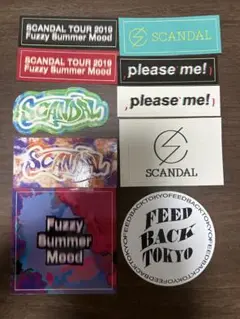 SCANDAL TOUR 2019
Fuzzy Summer Mood
SCANDAL TOUR 2019
Fuzzy Summer Mood
SCANDAL
SCANDAL
Fuzzy
Summer
Mood
SCANDAL
please me!
please me!
SCANDAL
FEEDBACKTOKYOFEEDBACKTOKYO
FEED
BACK
TOKYO